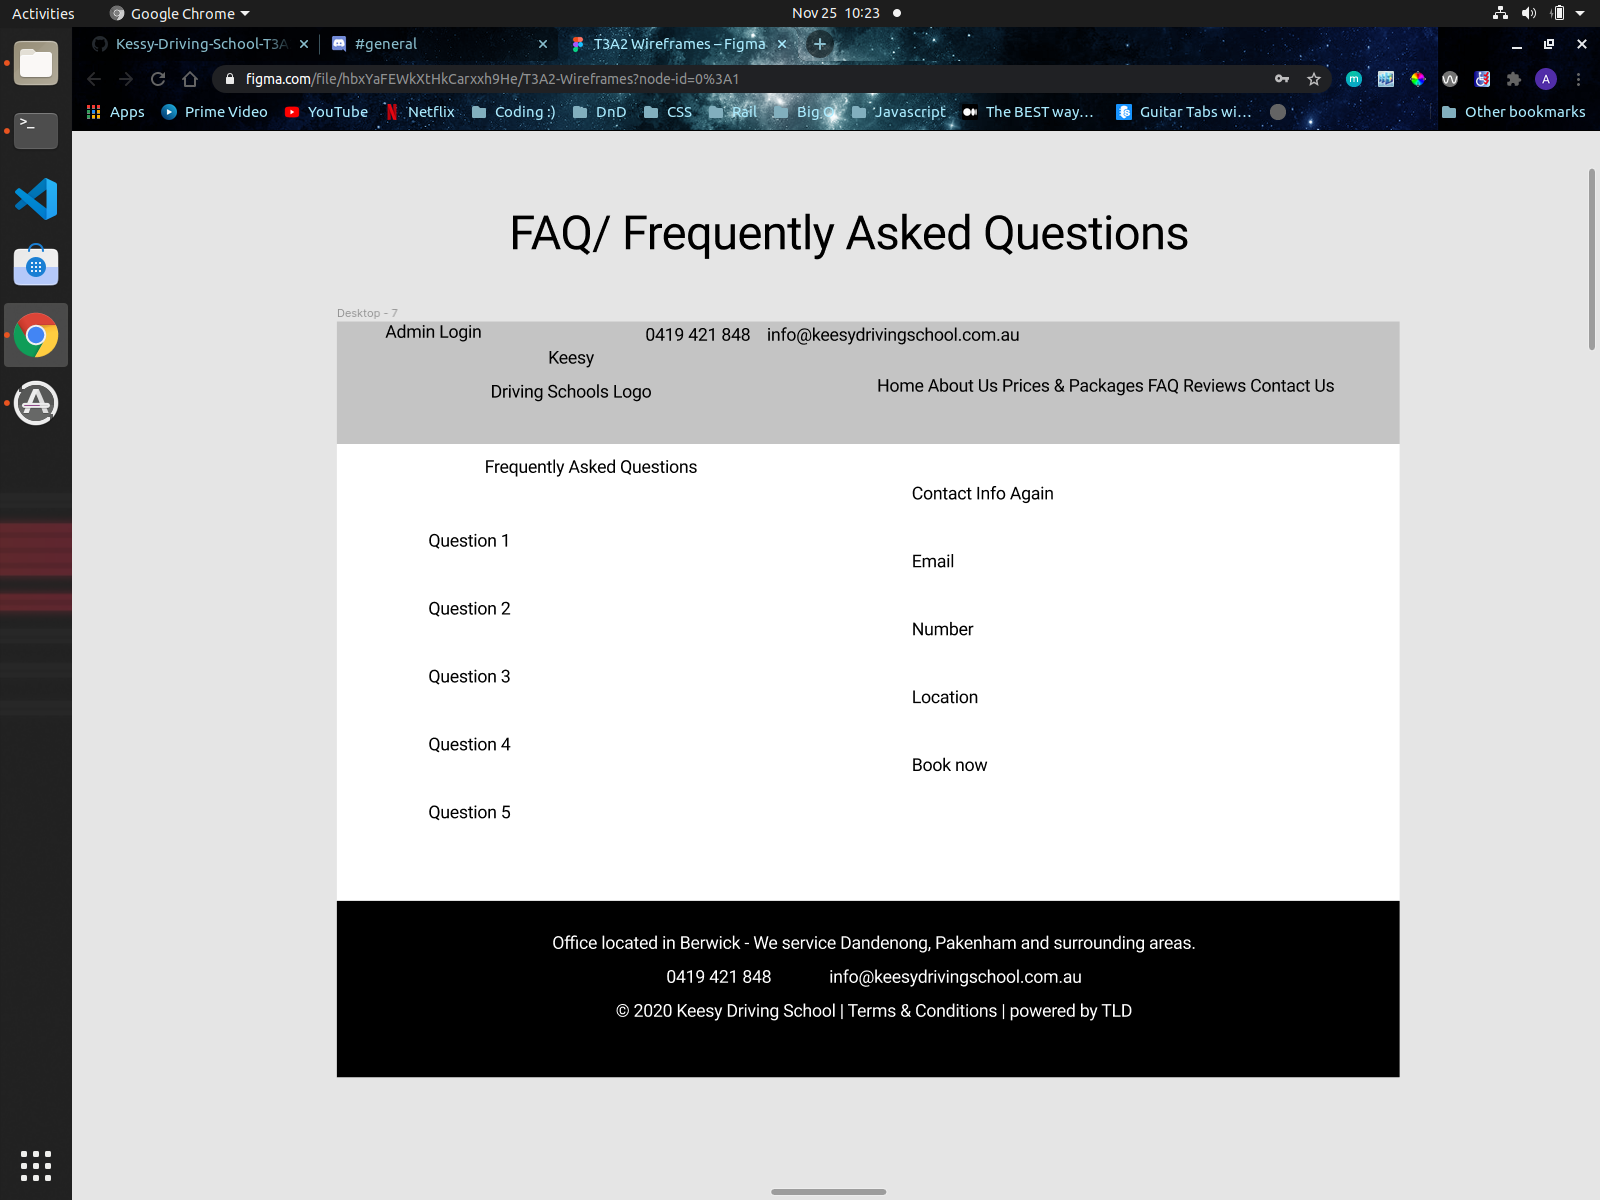 Activities Google Chrome Nov 25 10:23
Kessy-Driving-School-T3A #general T3A2 Wireframes – Figma
figma.com/file/hbxYaFEWkXtHkCarxxh9He/T3A2-Wireframes?node-id=0%3A1
Apps Prime Video YouTube Netflix Coding :) DnD CSS Rail Big O Javascript The BEST way... Guitar Tabs wi... Other bookmarks
FAQ/ Frequently Asked Questions
Desktop - 7
Admin Login 0419 421 848 info@keesydrivingschool.com.au
Keesy
Driving Schools Logo
Home About Us Prices & Packages FAQ Reviews Contact Us
Frequently Asked Questions
Contact Info Again
Question 1
Email
Question 2
Number
Question 3
Location
Question 4
Book now
Question 5
Office located in Berwick - We service Dandenong, Pakenham and surrounding areas.
0419 421 848 info@keesydrivingschool.com.au
© 2020 Keesy Driving School | Terms & Conditions | powered by TLD